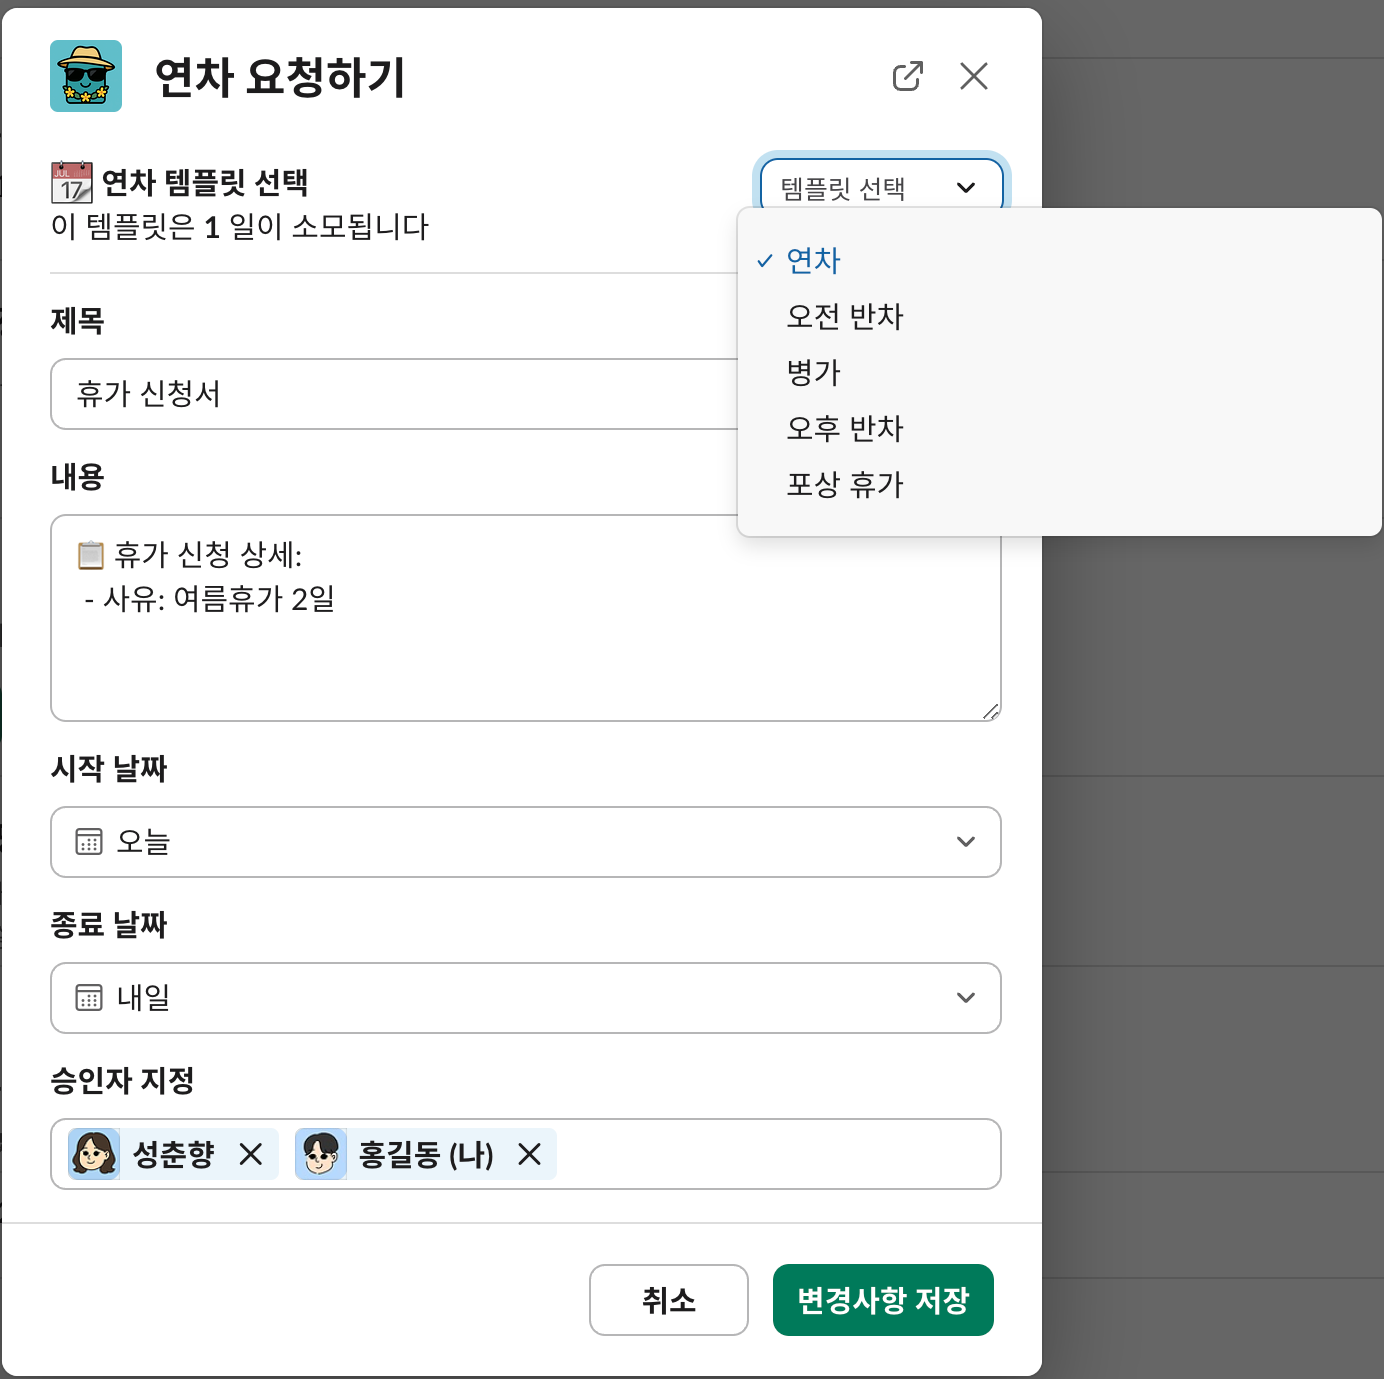 연차 요청하기
연차 템플릿 선택
템플릿 선택
이 템플릿은 1 일이 소모됩니다
연차
오전 반차
병가
오후 반차
포상 휴가
제목
휴가 신청서
내용
휴가 신청 상세:
- 사유: 여름휴가 2일
시작 날짜
오늘
종료 날짜
내일
승인자 지정
성춘향 홍길동 (나)
취소 변경사항 저장